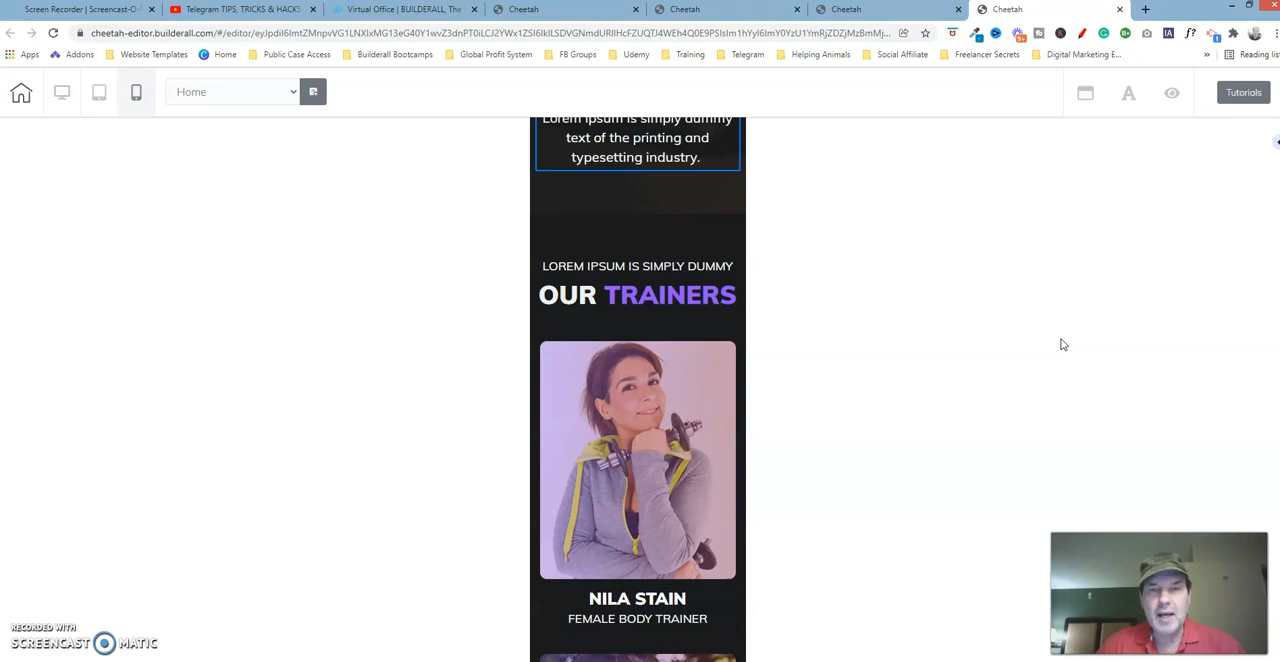 Screen Recorder | Screencast-O-
Telegram TIPS, TRICKS & HACKS
Virtual Office | BUILDERALL, The
Cheetah
Cheetah
Cheetah
Cheetah
Apps
Addons
Website Templates
Home
Public Case Access
Global Profit System
Builderall Bootcamps
FB Groups
Udemy
Training
Telegram
Helping Animals
Social Affiliate
Freelancer Secrets
Digital Marketing E...
Reading list
Home
Tutorials
Lorem Ipsum is simply dummy
text of the printing and
typesetting industry.
LOREM IPSUM IS SIMPLY DUMMY
OUR TRAINERS
NILA STAIN
FEMALE BODY TRAINER
RECORDED WITH
SCREENCAST MATIC